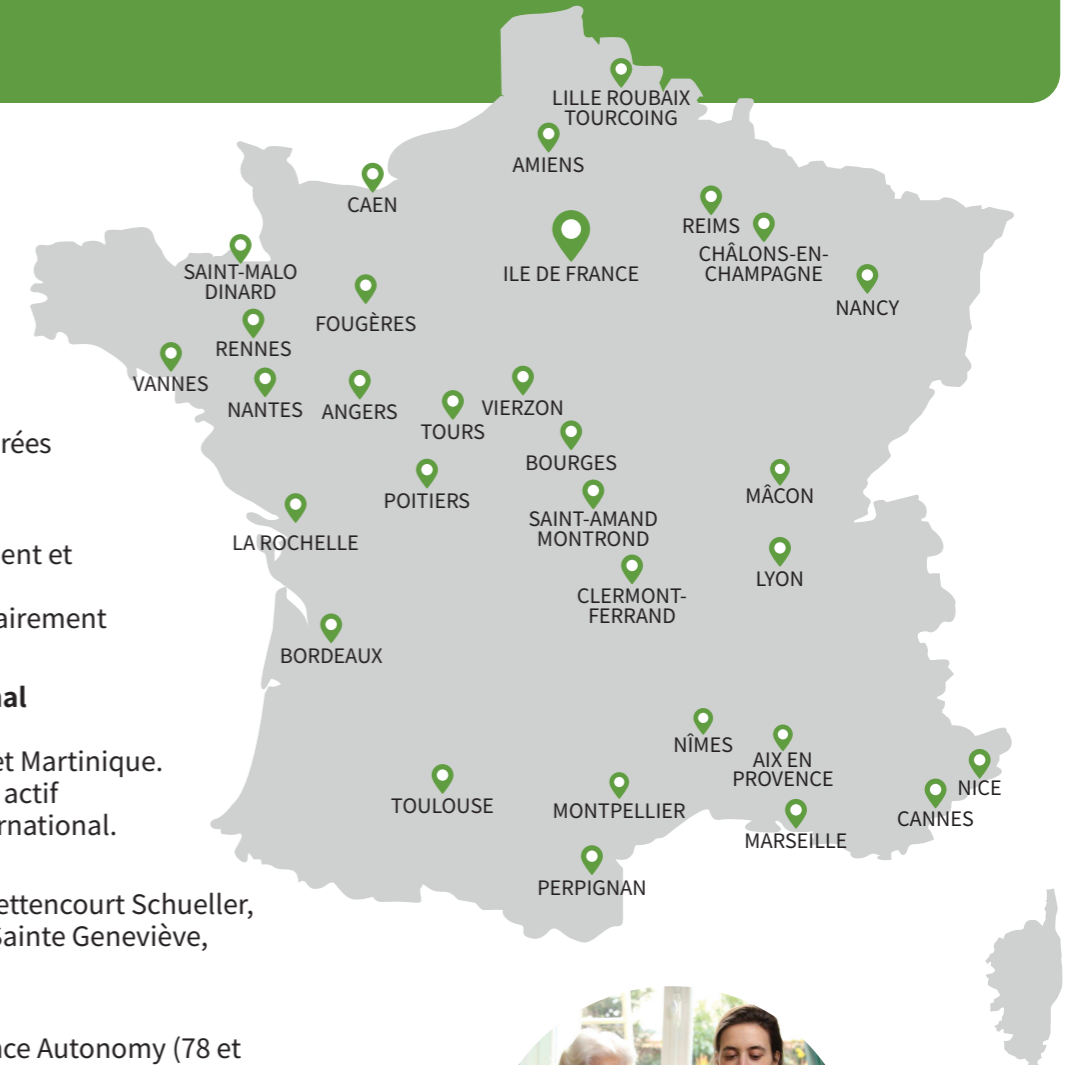 LILLE ROUBAIX
TOURCOING
AMIENS
CAEN
REIMS
CHÂLONS-EN-
CHAMPAGNE
ILE DE FRANCE
SAINT-MALO
DINARD
NANCY
FOUGÈRES
RENNES
VANNES
NANTES
ANGERS
VIERZON
TOURS
BOURGES
POITIERS
MÂCON
SAINT-AMAND
MONTROND
LA ROCHELLE
LYON
CLERMONT-
FERRAND
BORDEAUX
NÎMES
AIX EN
PROVENCE
NICE
TOULOUSE
MONTPELLIER
CANNES
MARSEILLE
PERPIGNAN
rées
ent et
airement
al
et Martinique.
actif
rnational.
ettencourt Schueller,
Sainte Geneviève,
ce Autonomy (78 et